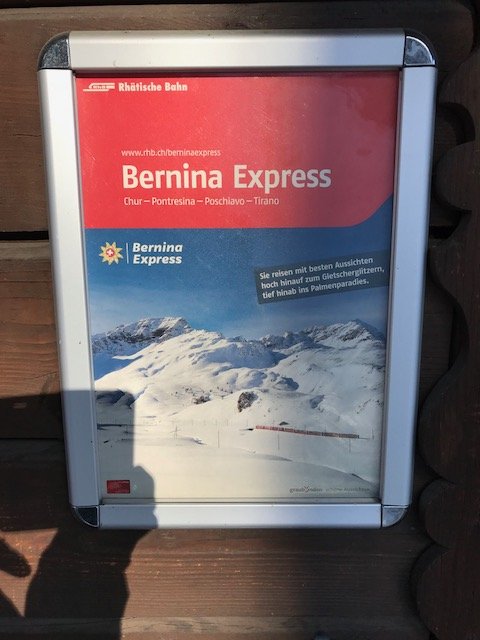 Rhätische Bahn
www.rhb.ch/berninaexpress
Bernina Express
Chur – Pontresina – Poschiavo – Tirano
Bernina
Express
Sie reisen mit besten Aussichten
hoch hinauf zum Gletscherglitzern,
tief hinab ins Palmenparadies.